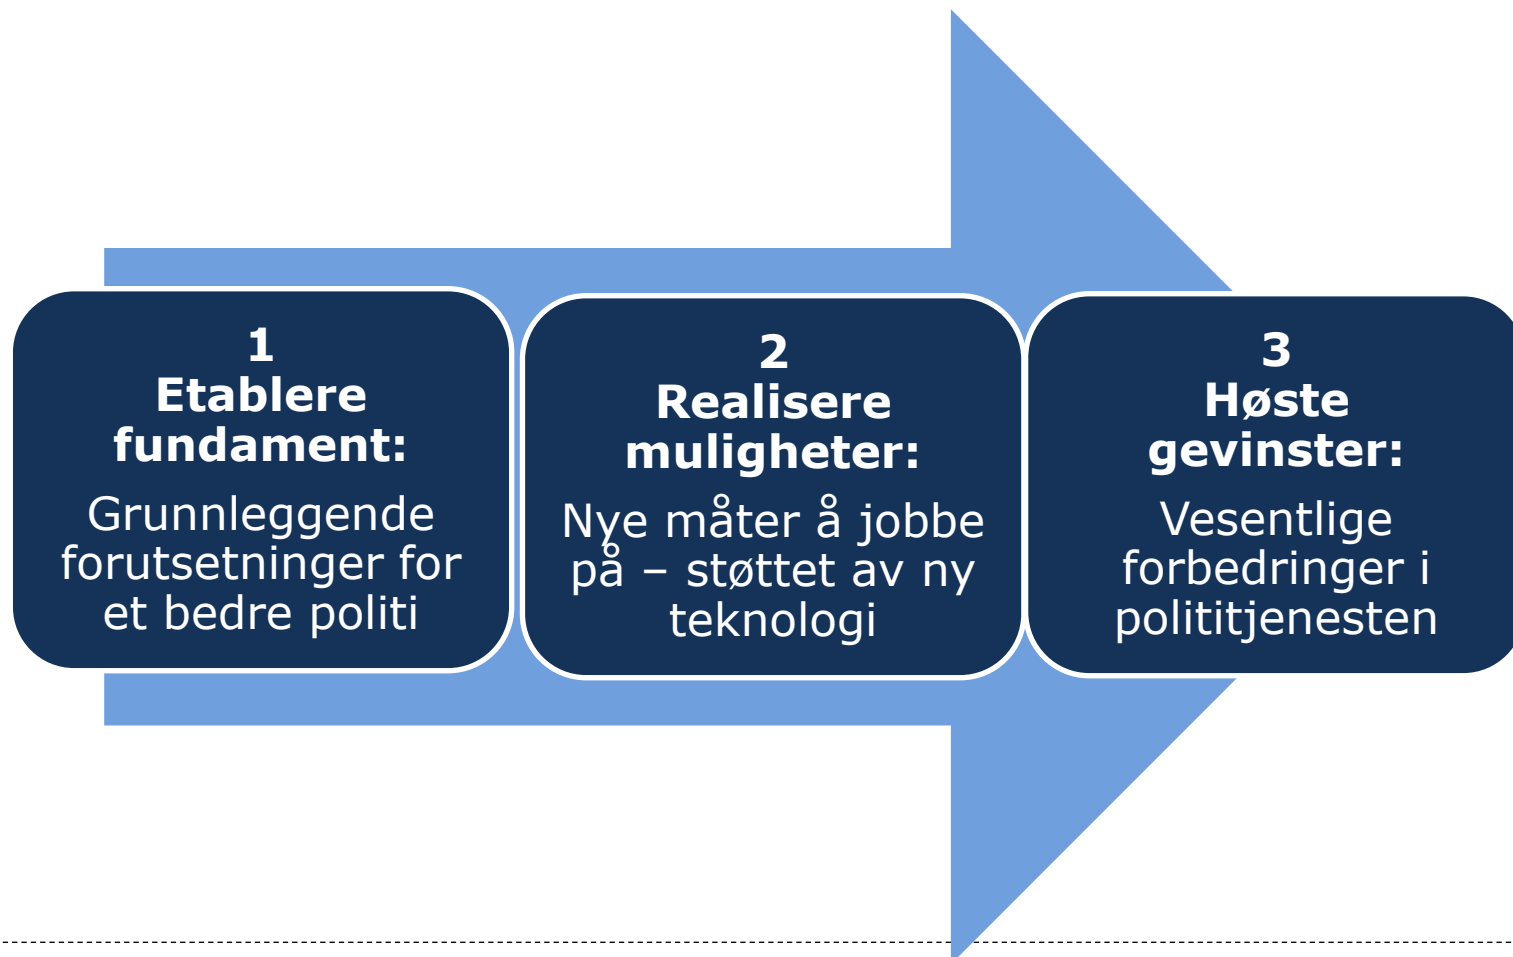 1
Etablere
fundament:
Grunnleggende
forutsetninger for
et bedre politi
2
Realisere
muligheter:
Nye måter å jobbe
på – støttet av ny
teknologi
3
Høste
gevinster:
Vesentlige
forbedringer i
polititjenesten